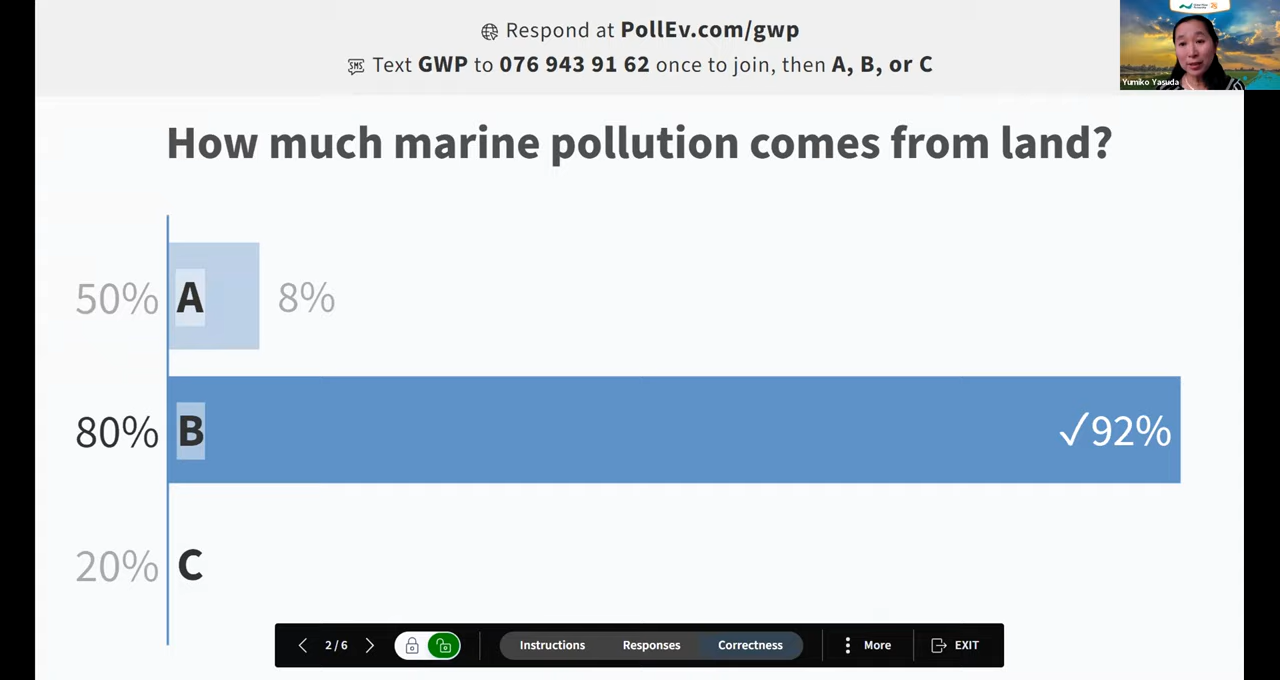 Respond at PollEv.com/gwp
Text GWP to 076 943 91 62 once to join, then A, B, or C
Yumiko Yasuda
How much marine pollution comes from land?
50% A 8%
80% B ✓92%
20% C
2 / 6 Instructions Responses Correctness More EXIT